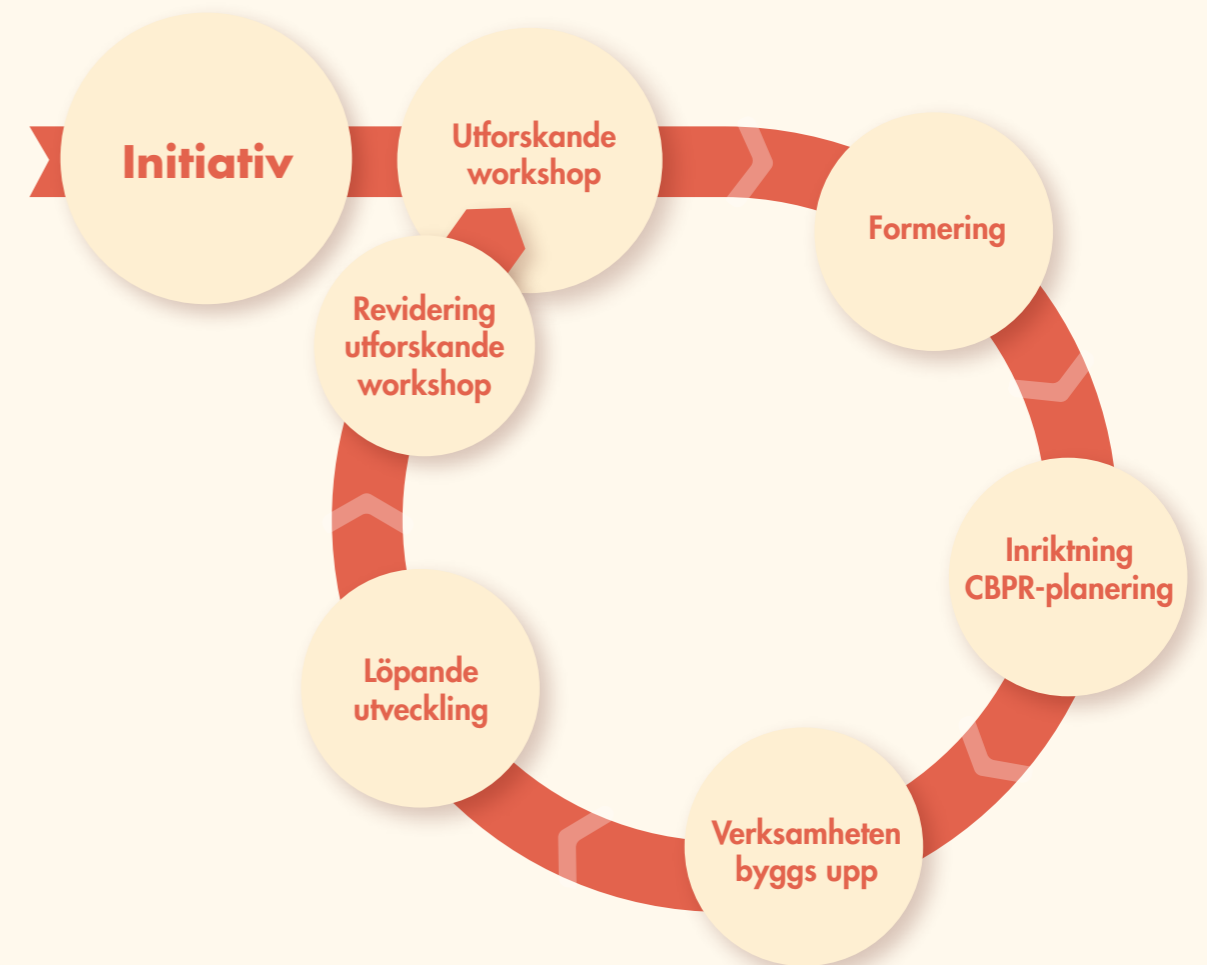 Initiativ
Utforskande
workshop
Formering
Inriktning
CBPR-planering
Verksamheten
byggs upp
Löpande
utveckling
Revidering
utforskande
workshop